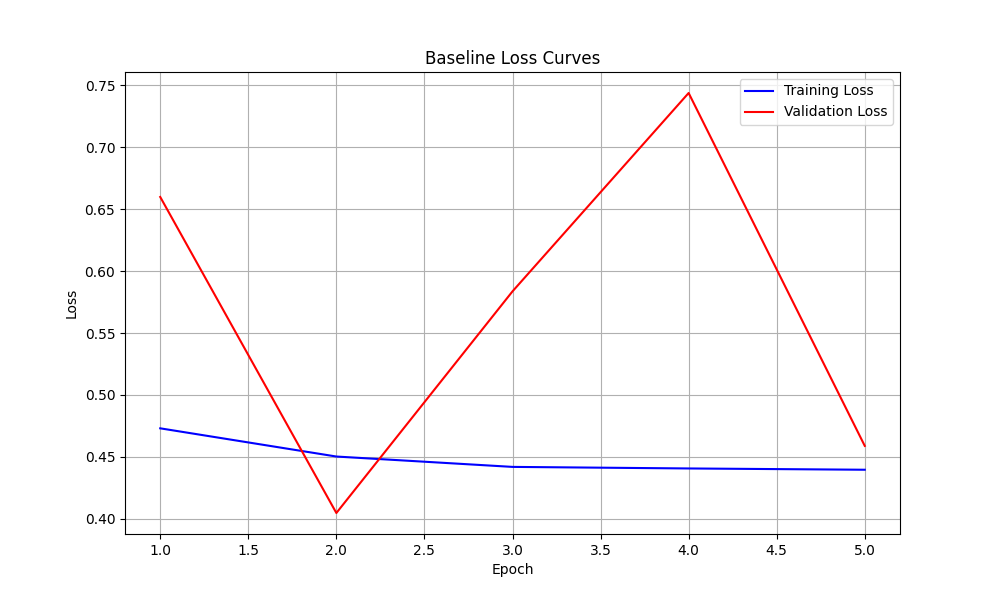 Baseline Loss Curves
Training Loss
Validation Loss
0.75
0.70
0.65
0.60
0.55
0.50
0.45
0.40
Loss
1.0 1.5 2.0 2.5 3.0 3.5 4.0 4.5 5.0
Epoch